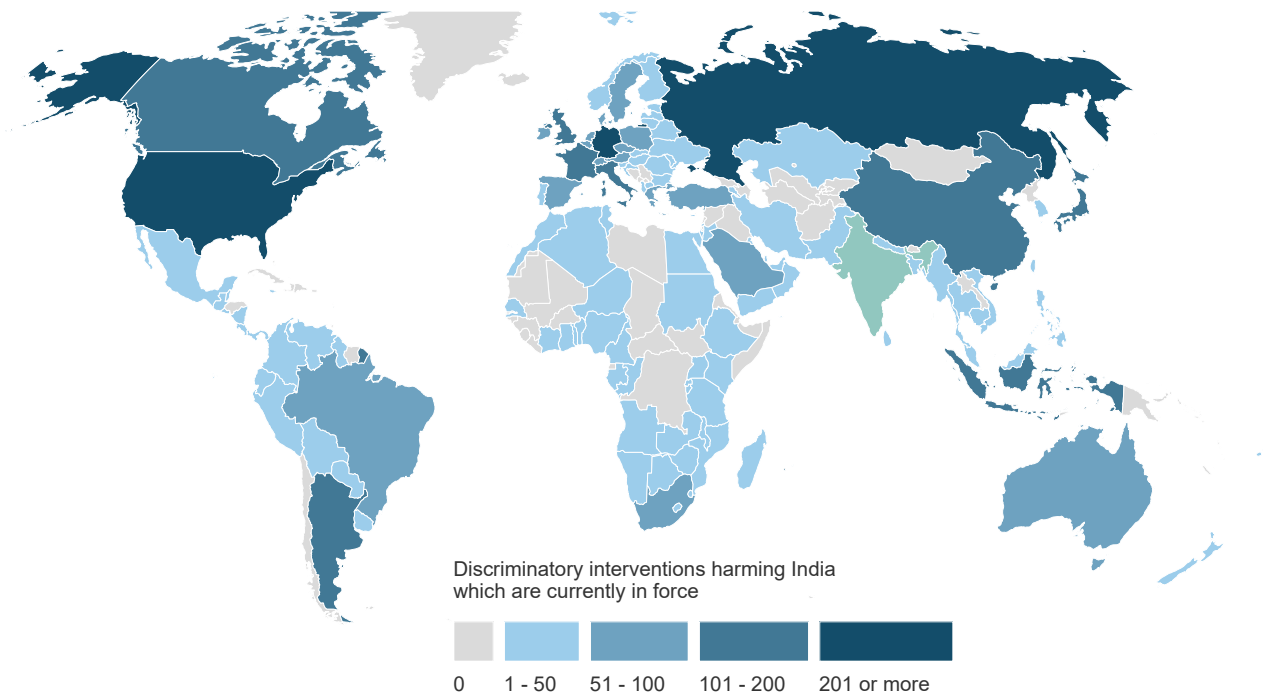 Discriminatory interventions harming India
which are currently in force
0 1 - 50 51 - 100 101 - 200 201 or more